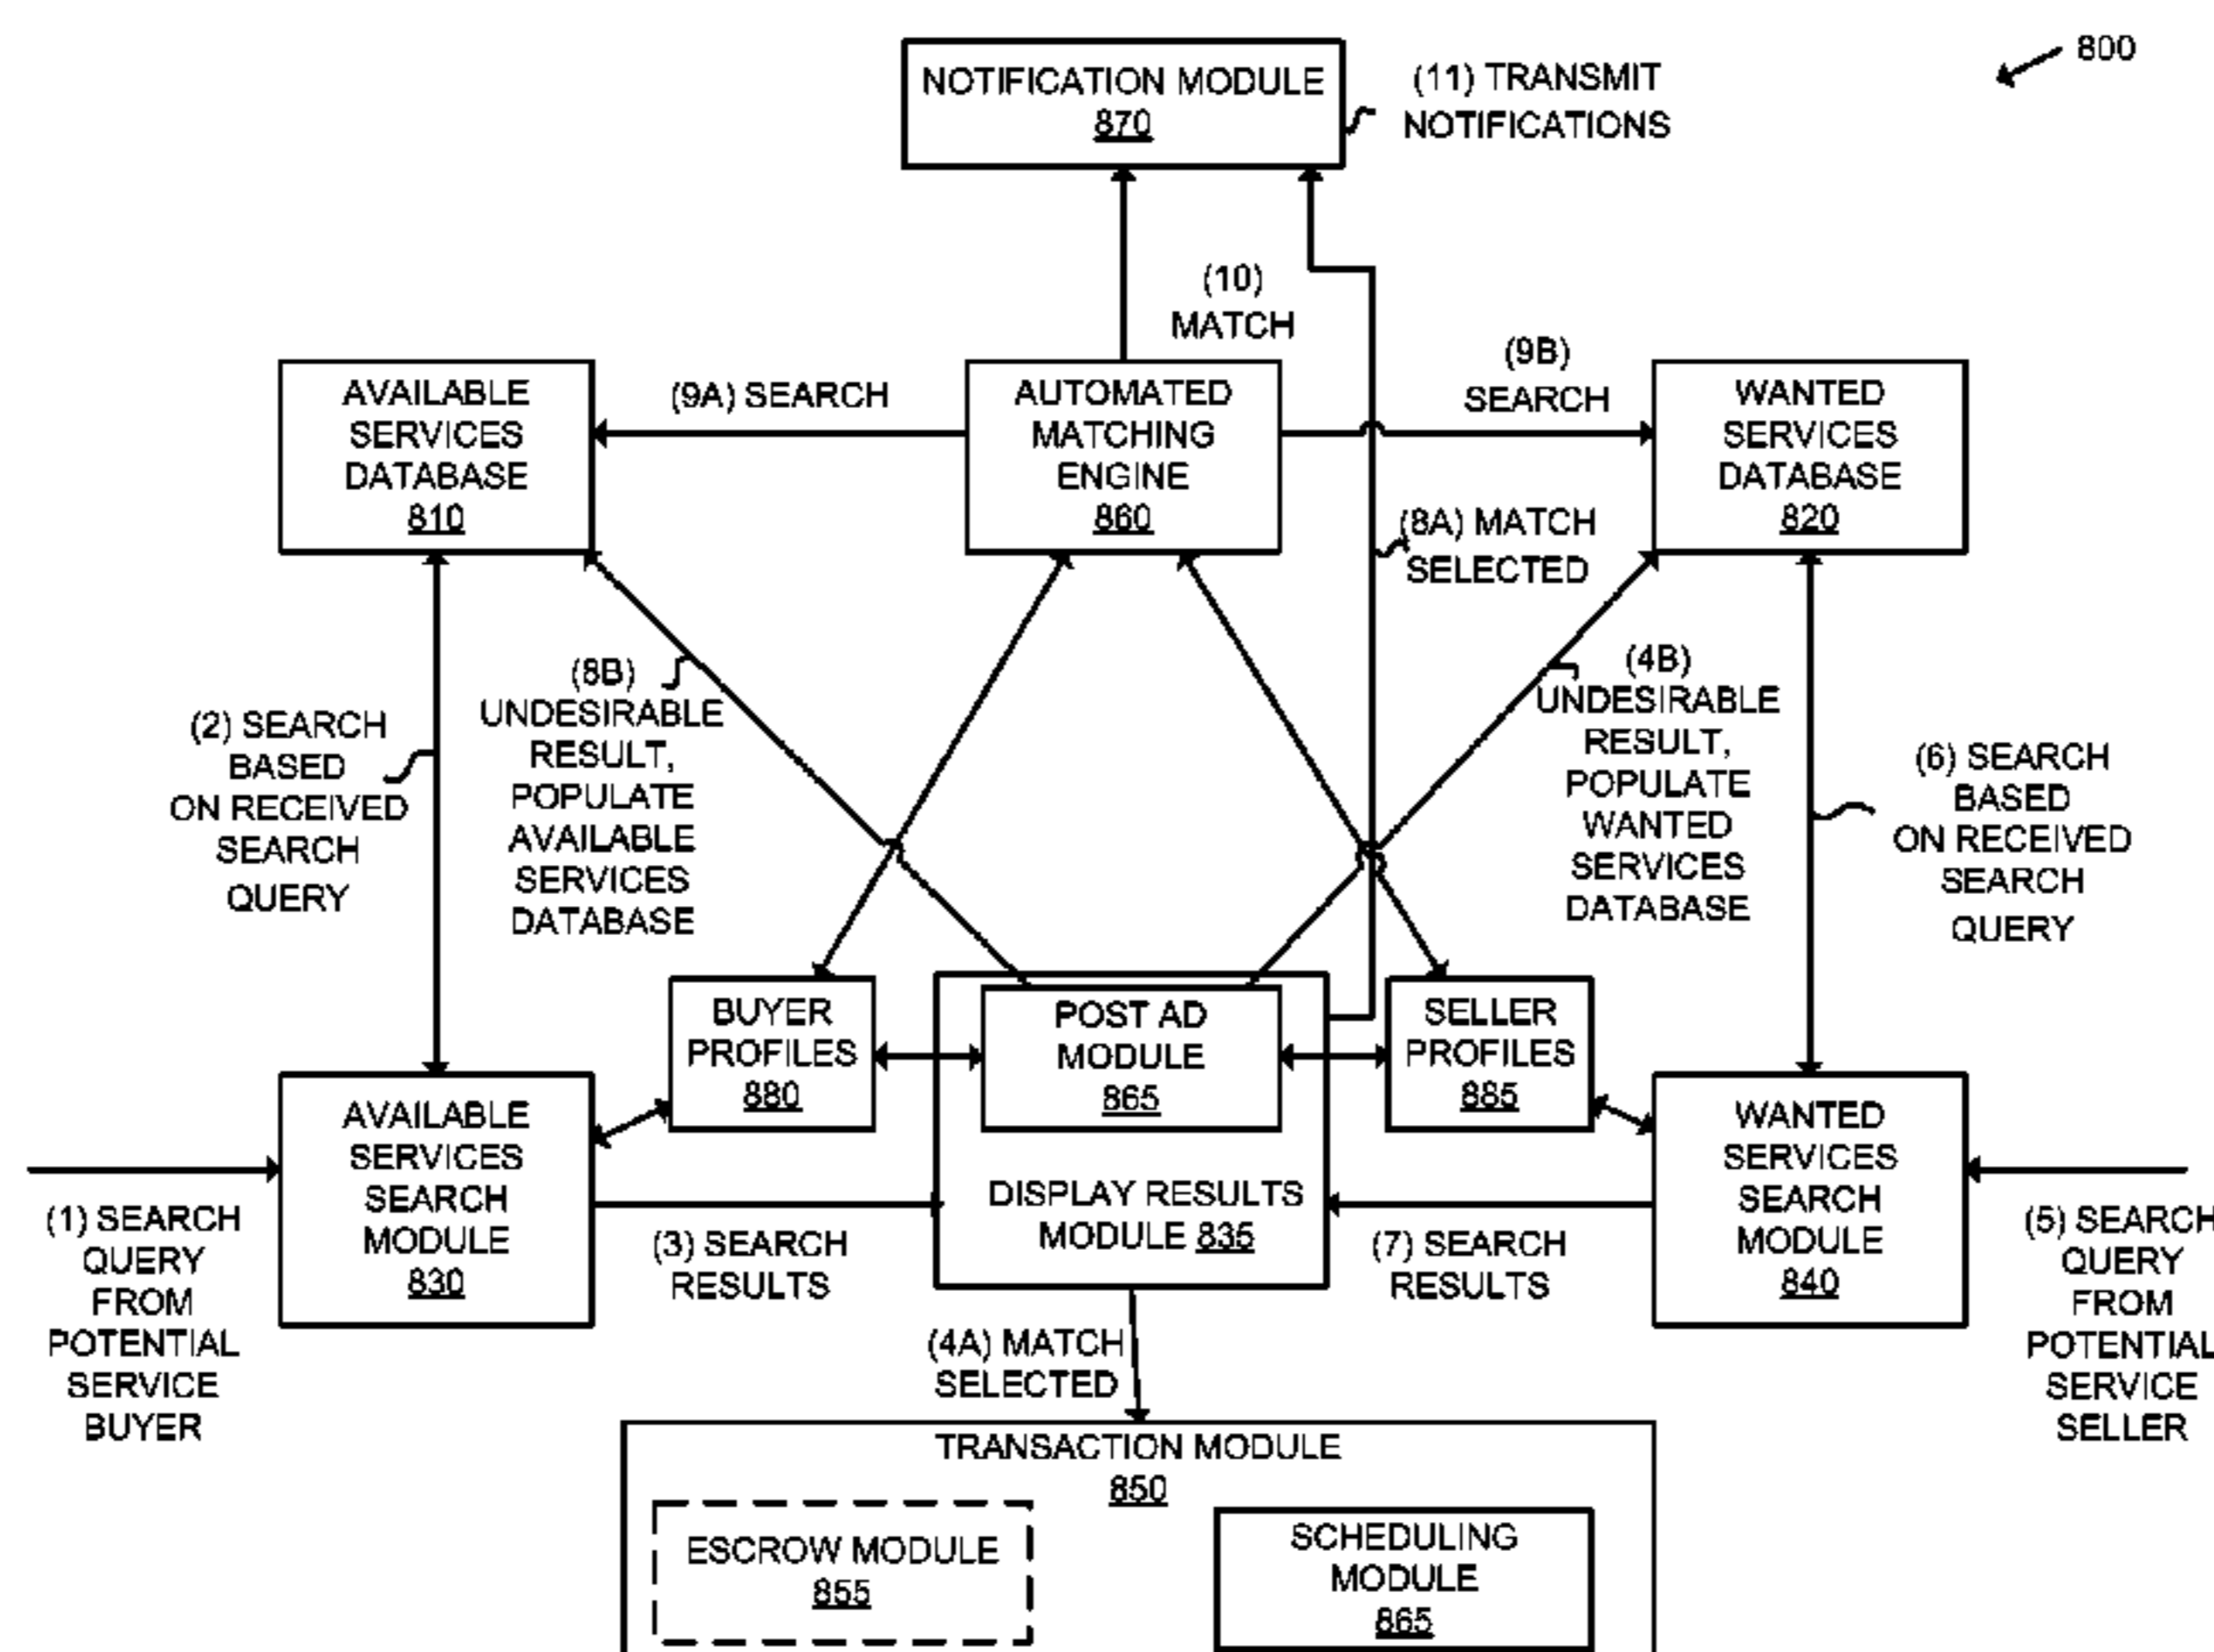 800
NOTIFICATION MODULE
870
(11) TRANSMIT
NOTIFICATIONS
(10)
MATCH
AVAILABLE
SERVICES
DATABASE
810
(9A) SEARCH
AUTOMATED
MATCHING
ENGINE
860
(9B)
SEARCH
WANTED
SERVICES
DATABASE
820
(8A) MATCH
SELECTED
(2) SEARCH
BASED
ON RECEIVED
SEARCH
QUERY
(8B)
UNDESIRABLE
RESULT,
POPULATE
AVAILABLE
SERVICES
DATABASE
(4B)
UNDESIRABLE
RESULT,
POPULATE
WANTED
SERVICES
DATABASE
(6) SEARCH
BASED
ON RECEIVED
SEARCH
QUERY
BUYER
PROFILES
880
POST AD
MODULE
865
SELLER
PROFILES
885
AVAILABLE
SERVICES
SEARCH
MODULE
830
DISPLAY RESULTS
MODULE 835
WANTED
SERVICES
SEARCH
MODULE
840
(1) SEARCH
QUERY
FROM
POTENTIAL
SERVICE
BUYER
(3) SEARCH
RESULTS
(7) SEARCH
RESULTS
(5) SEARCH
QUERY
FROM
POTENTIAL
SERVICE
SELLER
(4A) MATCH
SELECTED
TRANSACTION MODULE
850
ESCROW MODULE
855
SCHEDULING
MODULE
865